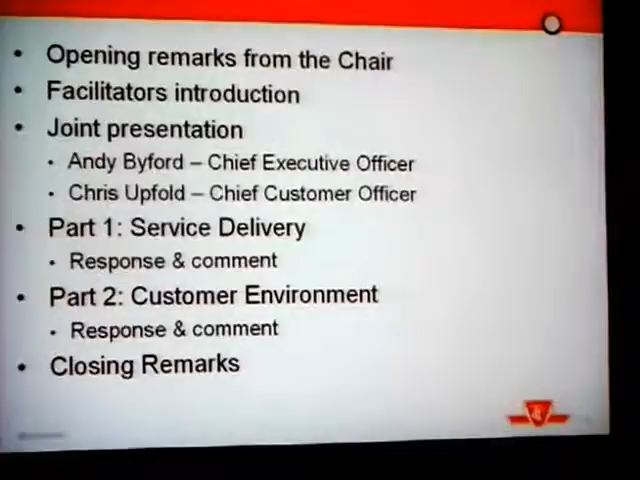 • Opening remarks from the Chair
• Facilitators introduction
• Joint presentation
• Andy Byford – Chief Executive Officer
• Chris Upfold – Chief Customer Officer
• Part 1: Service Delivery
• Response & comment
• Part 2: Customer Environment
• Response & comment
• Closing Remarks